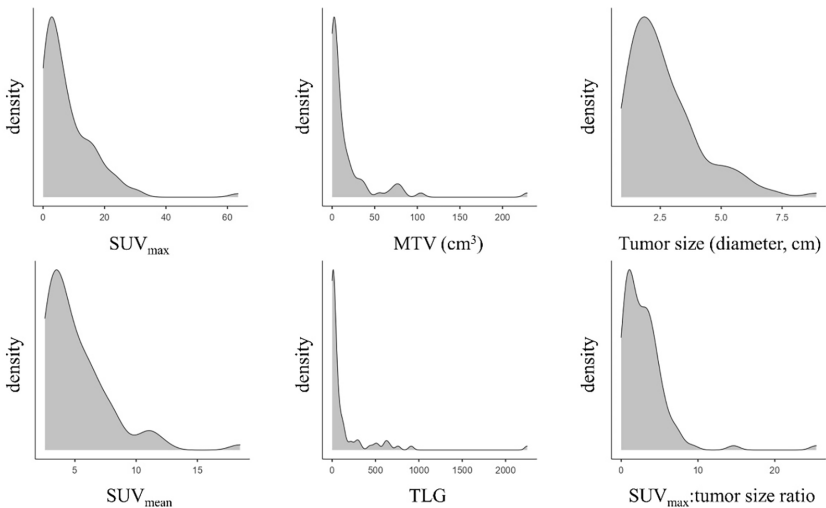 density
0 20 40 60
SUVmax
density
0 50 100 150 200
MTV (cm³)
density
2.5 5.0 7.5
Tumor size (diameter, cm)
density
5 10 15
SUVmean
density
0 500 1000 1500 2000
TLG
density
0 10 20
SUVmax:tumor size ratio